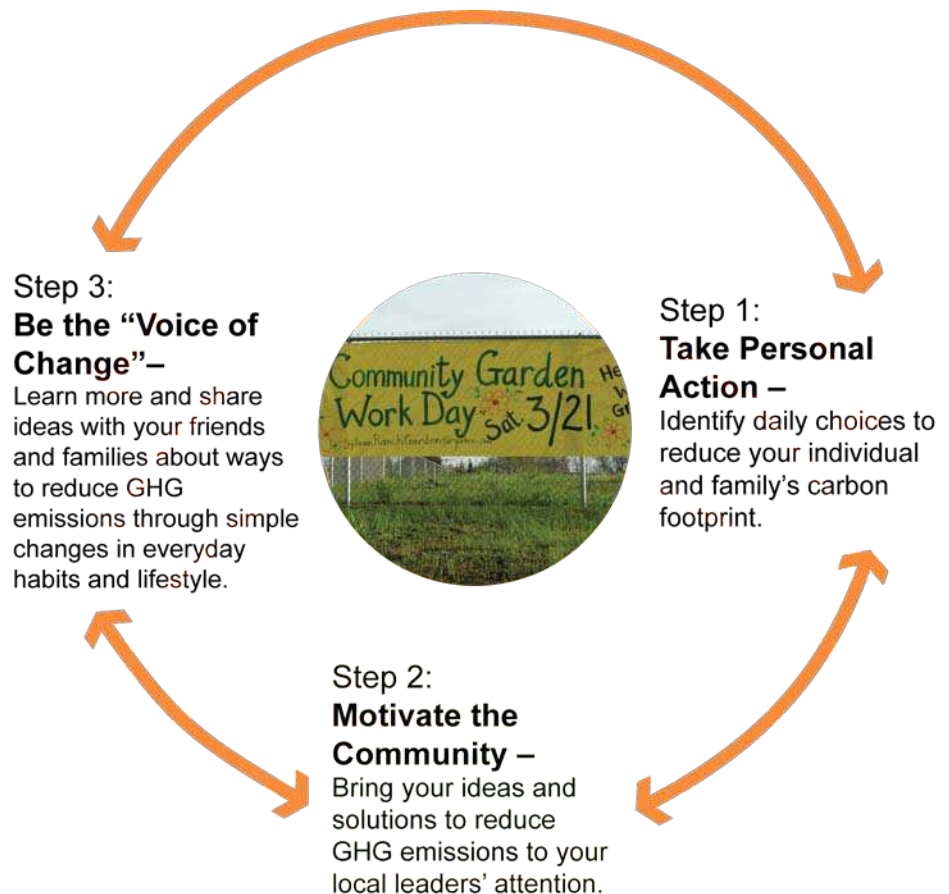 Step 3:
Be the “Voice of
Change”–
Learn more and share
ideas with your friends
and families about ways
to reduce GHG
emissions through simple
changes in everyday
habits and lifestyle.
Community Garden
Work Day Sat. 3/21
He
W
Gr
Step 1:
Take Personal
Action –
Identify daily choices to
reduce your individual
and family’s carbon
footprint.
Step 2:
Motivate the
Community –
Bring your ideas and
solutions to reduce
GHG emissions to your
local leaders’ attention.